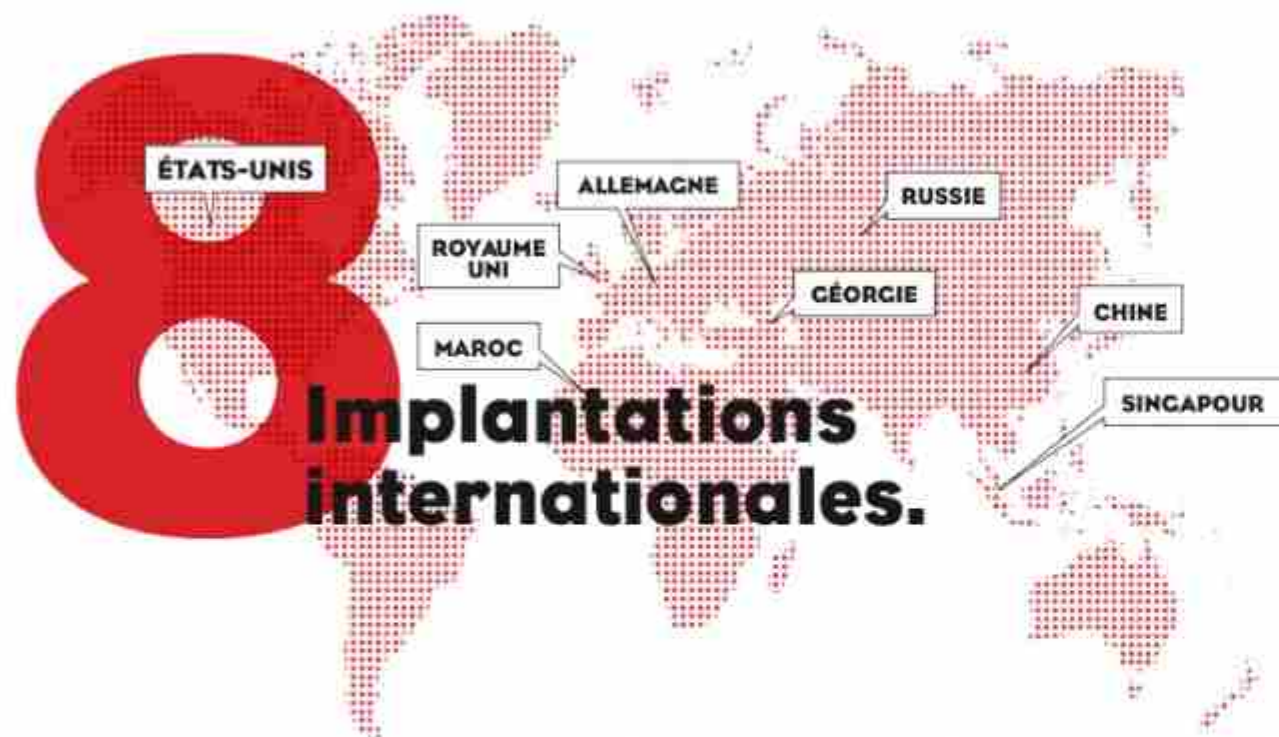 8
ÉTATS-UNIS
ALLEMAGNE
RUSSIE
ROYAUME
UNI
GÉORGIE
CHINE
MAROC
SINGAPOUR
Implantations
internationales.